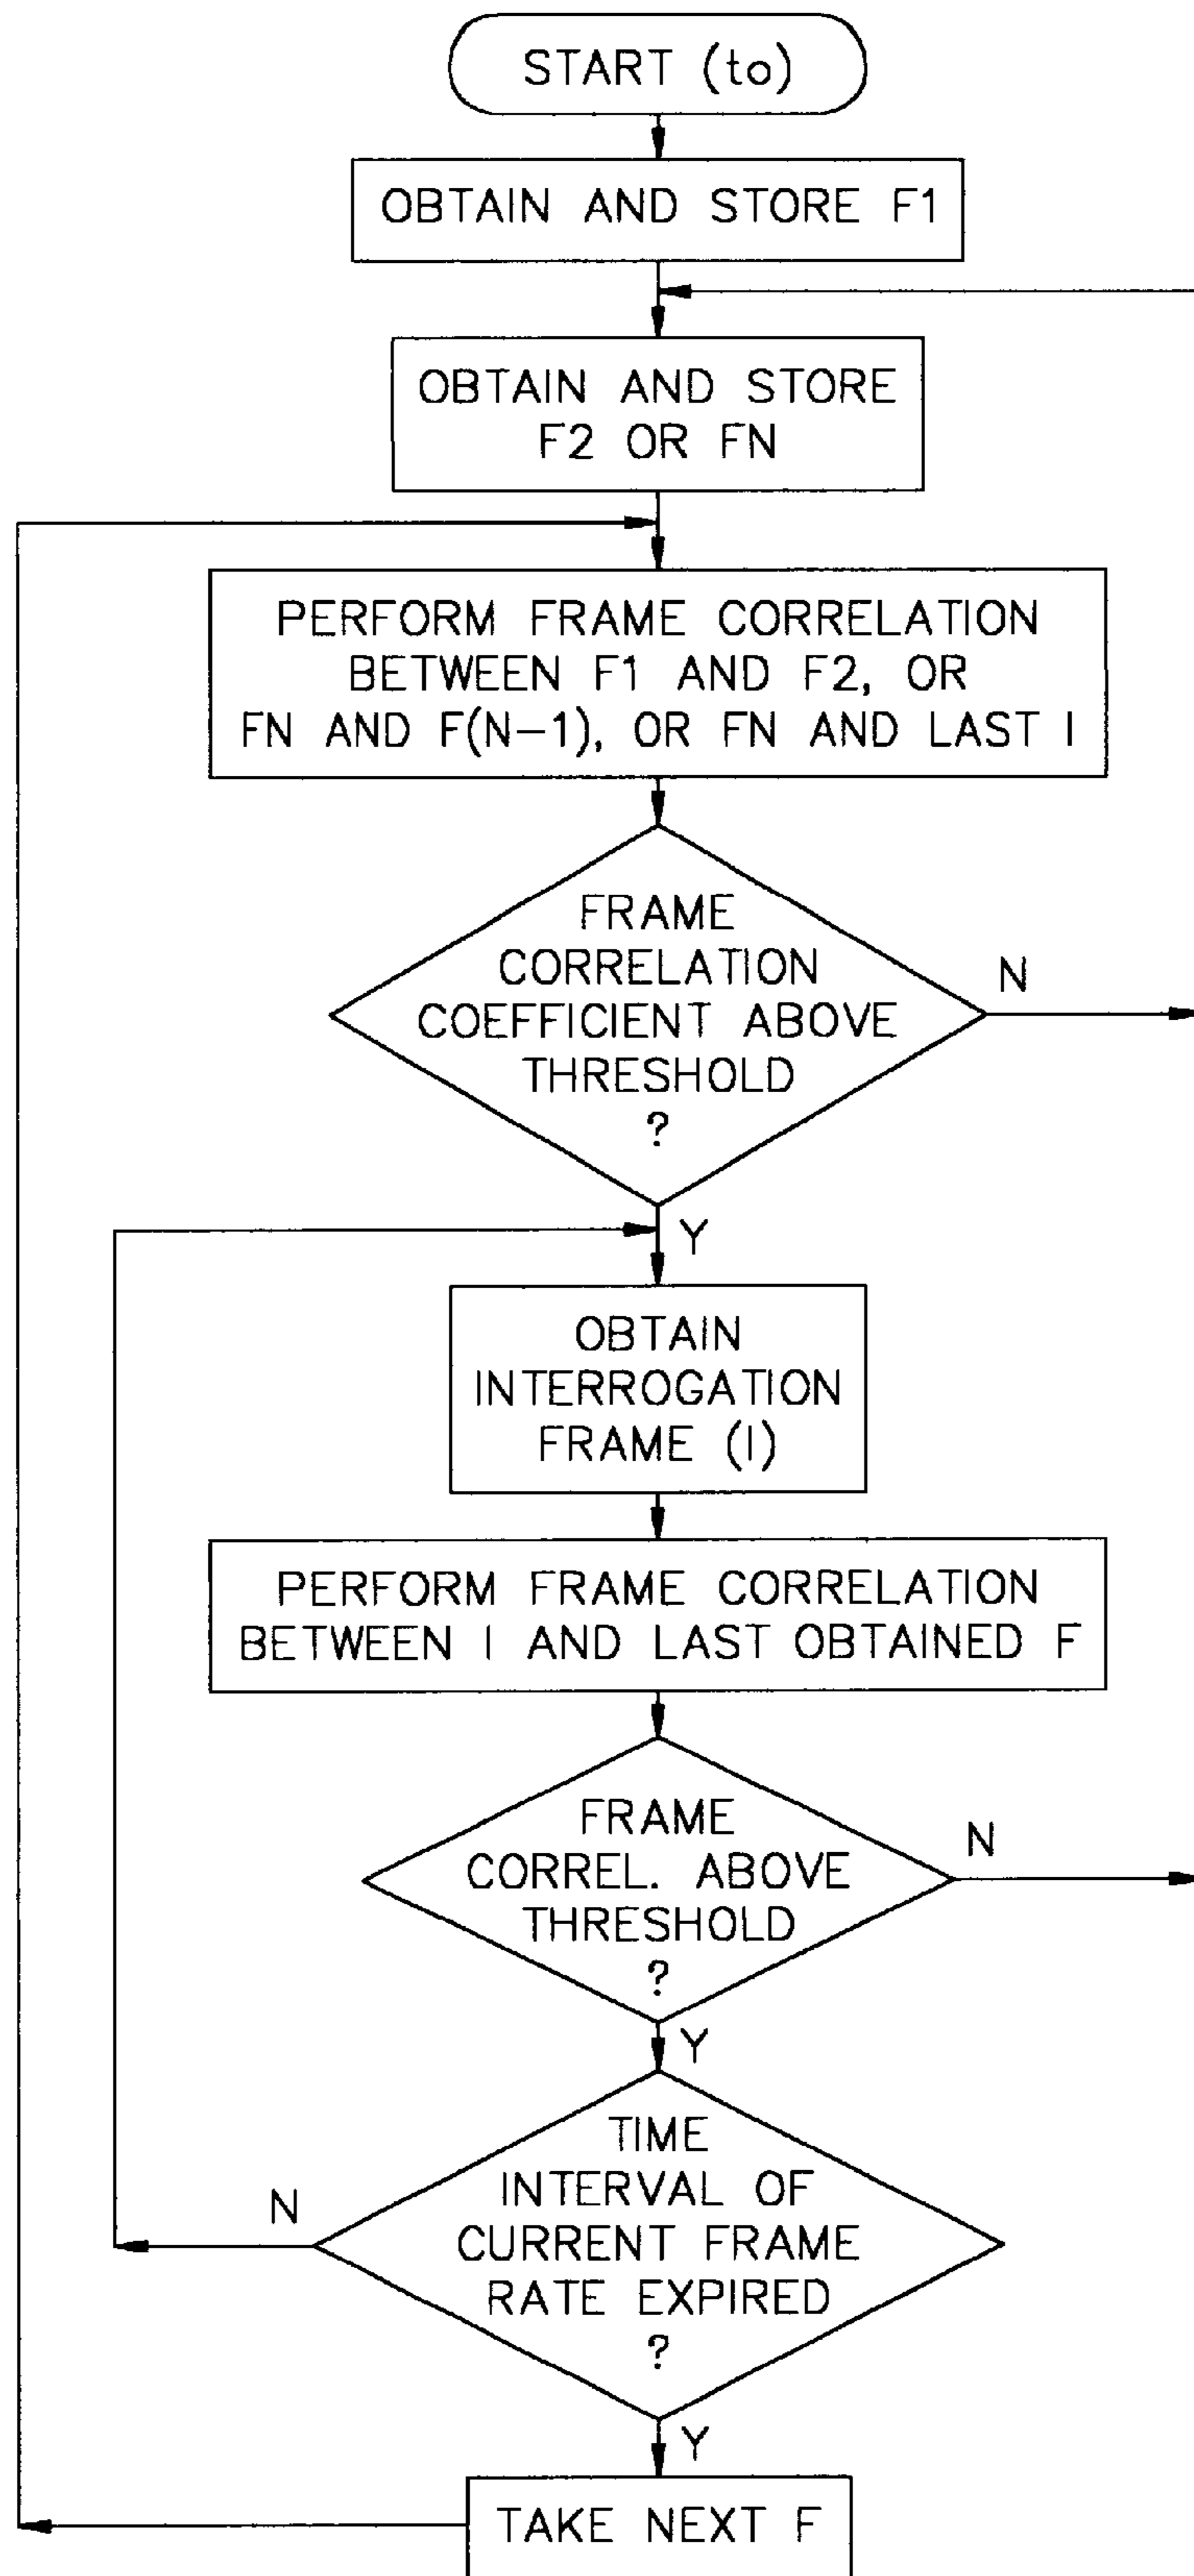 START (to)
OBTAIN AND STORE F1
OBTAIN AND STORE
F2 OR FN
PERFORM FRAME CORRELATION
BETWEEN F1 AND F2, OR
FN AND F(N-1), OR FN AND LAST I
FRAME
CORRELATION
COEFFICIENT ABOVE
THRESHOLD
?
N
Y
OBTAIN
INTERROGATION
FRAME (I)
PERFORM FRAME CORRELATION
BETWEEN I AND LAST OBTAINED F
FRAME
CORREL. ABOVE
THRESHOLD
?
N
Y
TIME
INTERVAL OF
CURRENT FRAME
RATE EXPIRED
?
N
Y
TAKE NEXT F